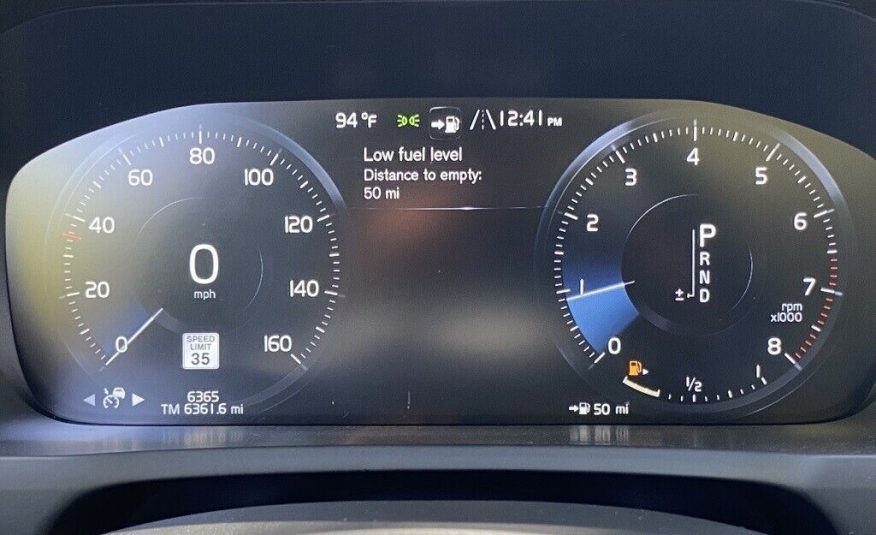 94 °F 12:41 PM
Low fuel level
Distance to empty:
50 mi
0 20 40 60 80 100 120 140 160
0
mph
SPEED
LIMIT
35
6365
TM 6361.6 mi
0 1 2 3 4 5 6 7 8
P
R
N
D
±
rpm
x1000
1/2 1
50 mi